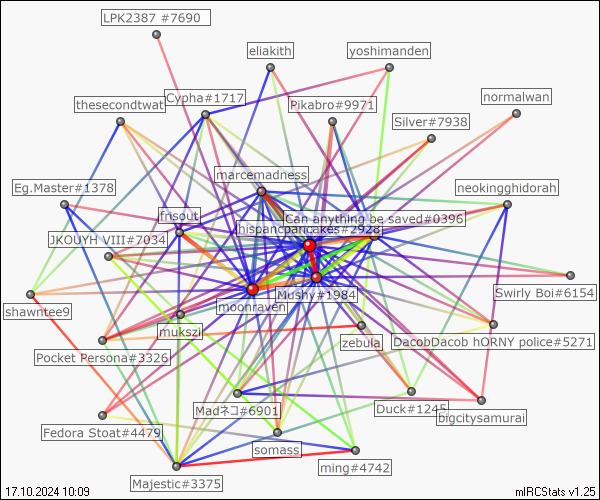 LPK2387 #7690
eliakith
yoshimanden
Cypha#1717
thesecondtwat
Pikabro#9971
normalwan
Silver#7938
marcemadness
Eg.Master#1378
neokingghidorah
frisout
Can anything be saved#0396
hispancpancakes#2928
JKOUYH VIII#7034
Swirly Boi#6154
Mushy#1984
moonraven
shawntee9
mukszi
zebula
DacobDacob hORNY police#5271
Pocket Persona#3326
Madネコ#6901
Duck#1245
bigcitysamurai
Fedora Stoat#4479
somass
ming#4742
Majestic#3375
17.10.2024 10:09
mIRCStats v1.25